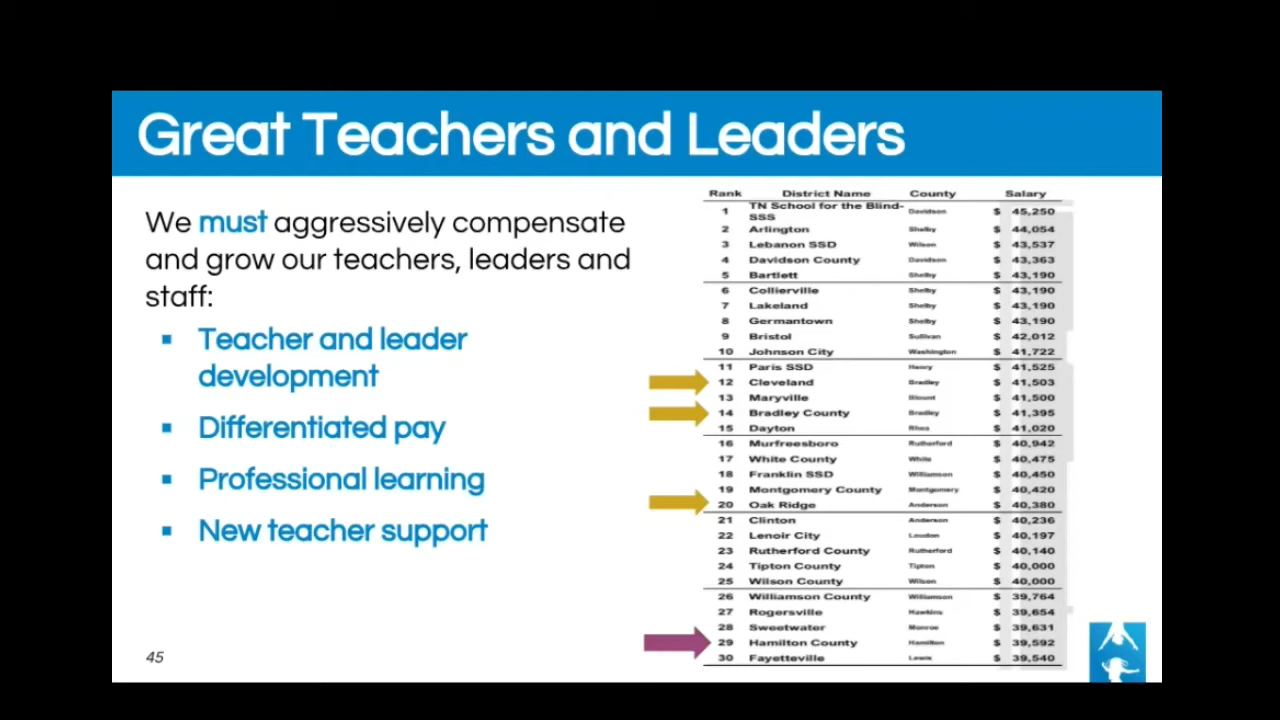 Great Teachers and Leaders
We must aggressively compensate
and grow our teachers, leaders and
staff:
▪ Teacher and leader
development
▪ Differentiated pay
▪ Professional learning
▪ New teacher support
45
Rank District Name County Salary
1 TN School for the Blind-SSS Davidson $ 45,250
2 Arlington Shelby $ 44,054
3 Lebanon SSD Wilson $ 43,537
4 Davidson County Davidson $ 43,363
5 Bartlett Shelby $ 43,190
6 Collierville Shelby $ 43,190
7 Lakeland Shelby $ 43,190
8 Germantown Shelby $ 43,190
9 Bristol Sullivan $ 42,012
10 Johnson City Washington $ 41,722
11 Paris SSD Henry $ 41,525
12 Cleveland Bradley $ 41,503
13 Maryville Blount $ 41,500
14 Bradley County Bradley $ 41,395
15 Dayton Rhea $ 41,020
16 Murfreesboro Rutherford $ 40,942
17 White County White $ 40,475
18 Franklin SSD Williamson $ 40,450
19 Montgomery County Montgomery $ 40,420
20 Oak Ridge Anderson $ 40,380
21 Clinton Anderson $ 40,236
22 Lenoir City Loudon $ 40,197
23 Rutherford County Rutherford $ 40,140
24 Tipton County Tipton $ 40,000
25 Wilson County Wilson $ 40,000
26 Williamson County Williamson $ 39,764
27 Rogersville Hawkins $ 39,654
28 Sweetwater Monroe $ 39,631
29 Hamilton County Hamilton $ 39,592
30 Fayetteville Lewis $ 39,540